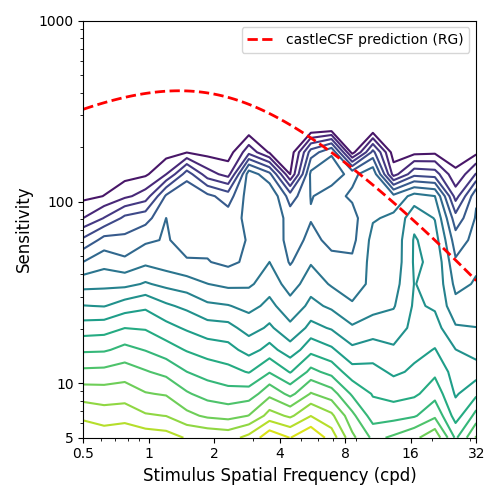 1000
castleCSF prediction (RG)
Sensitivity
100
10
5
0.5 1 2 4 8 16 32
Stimulus Spatial Frequency (cpd)